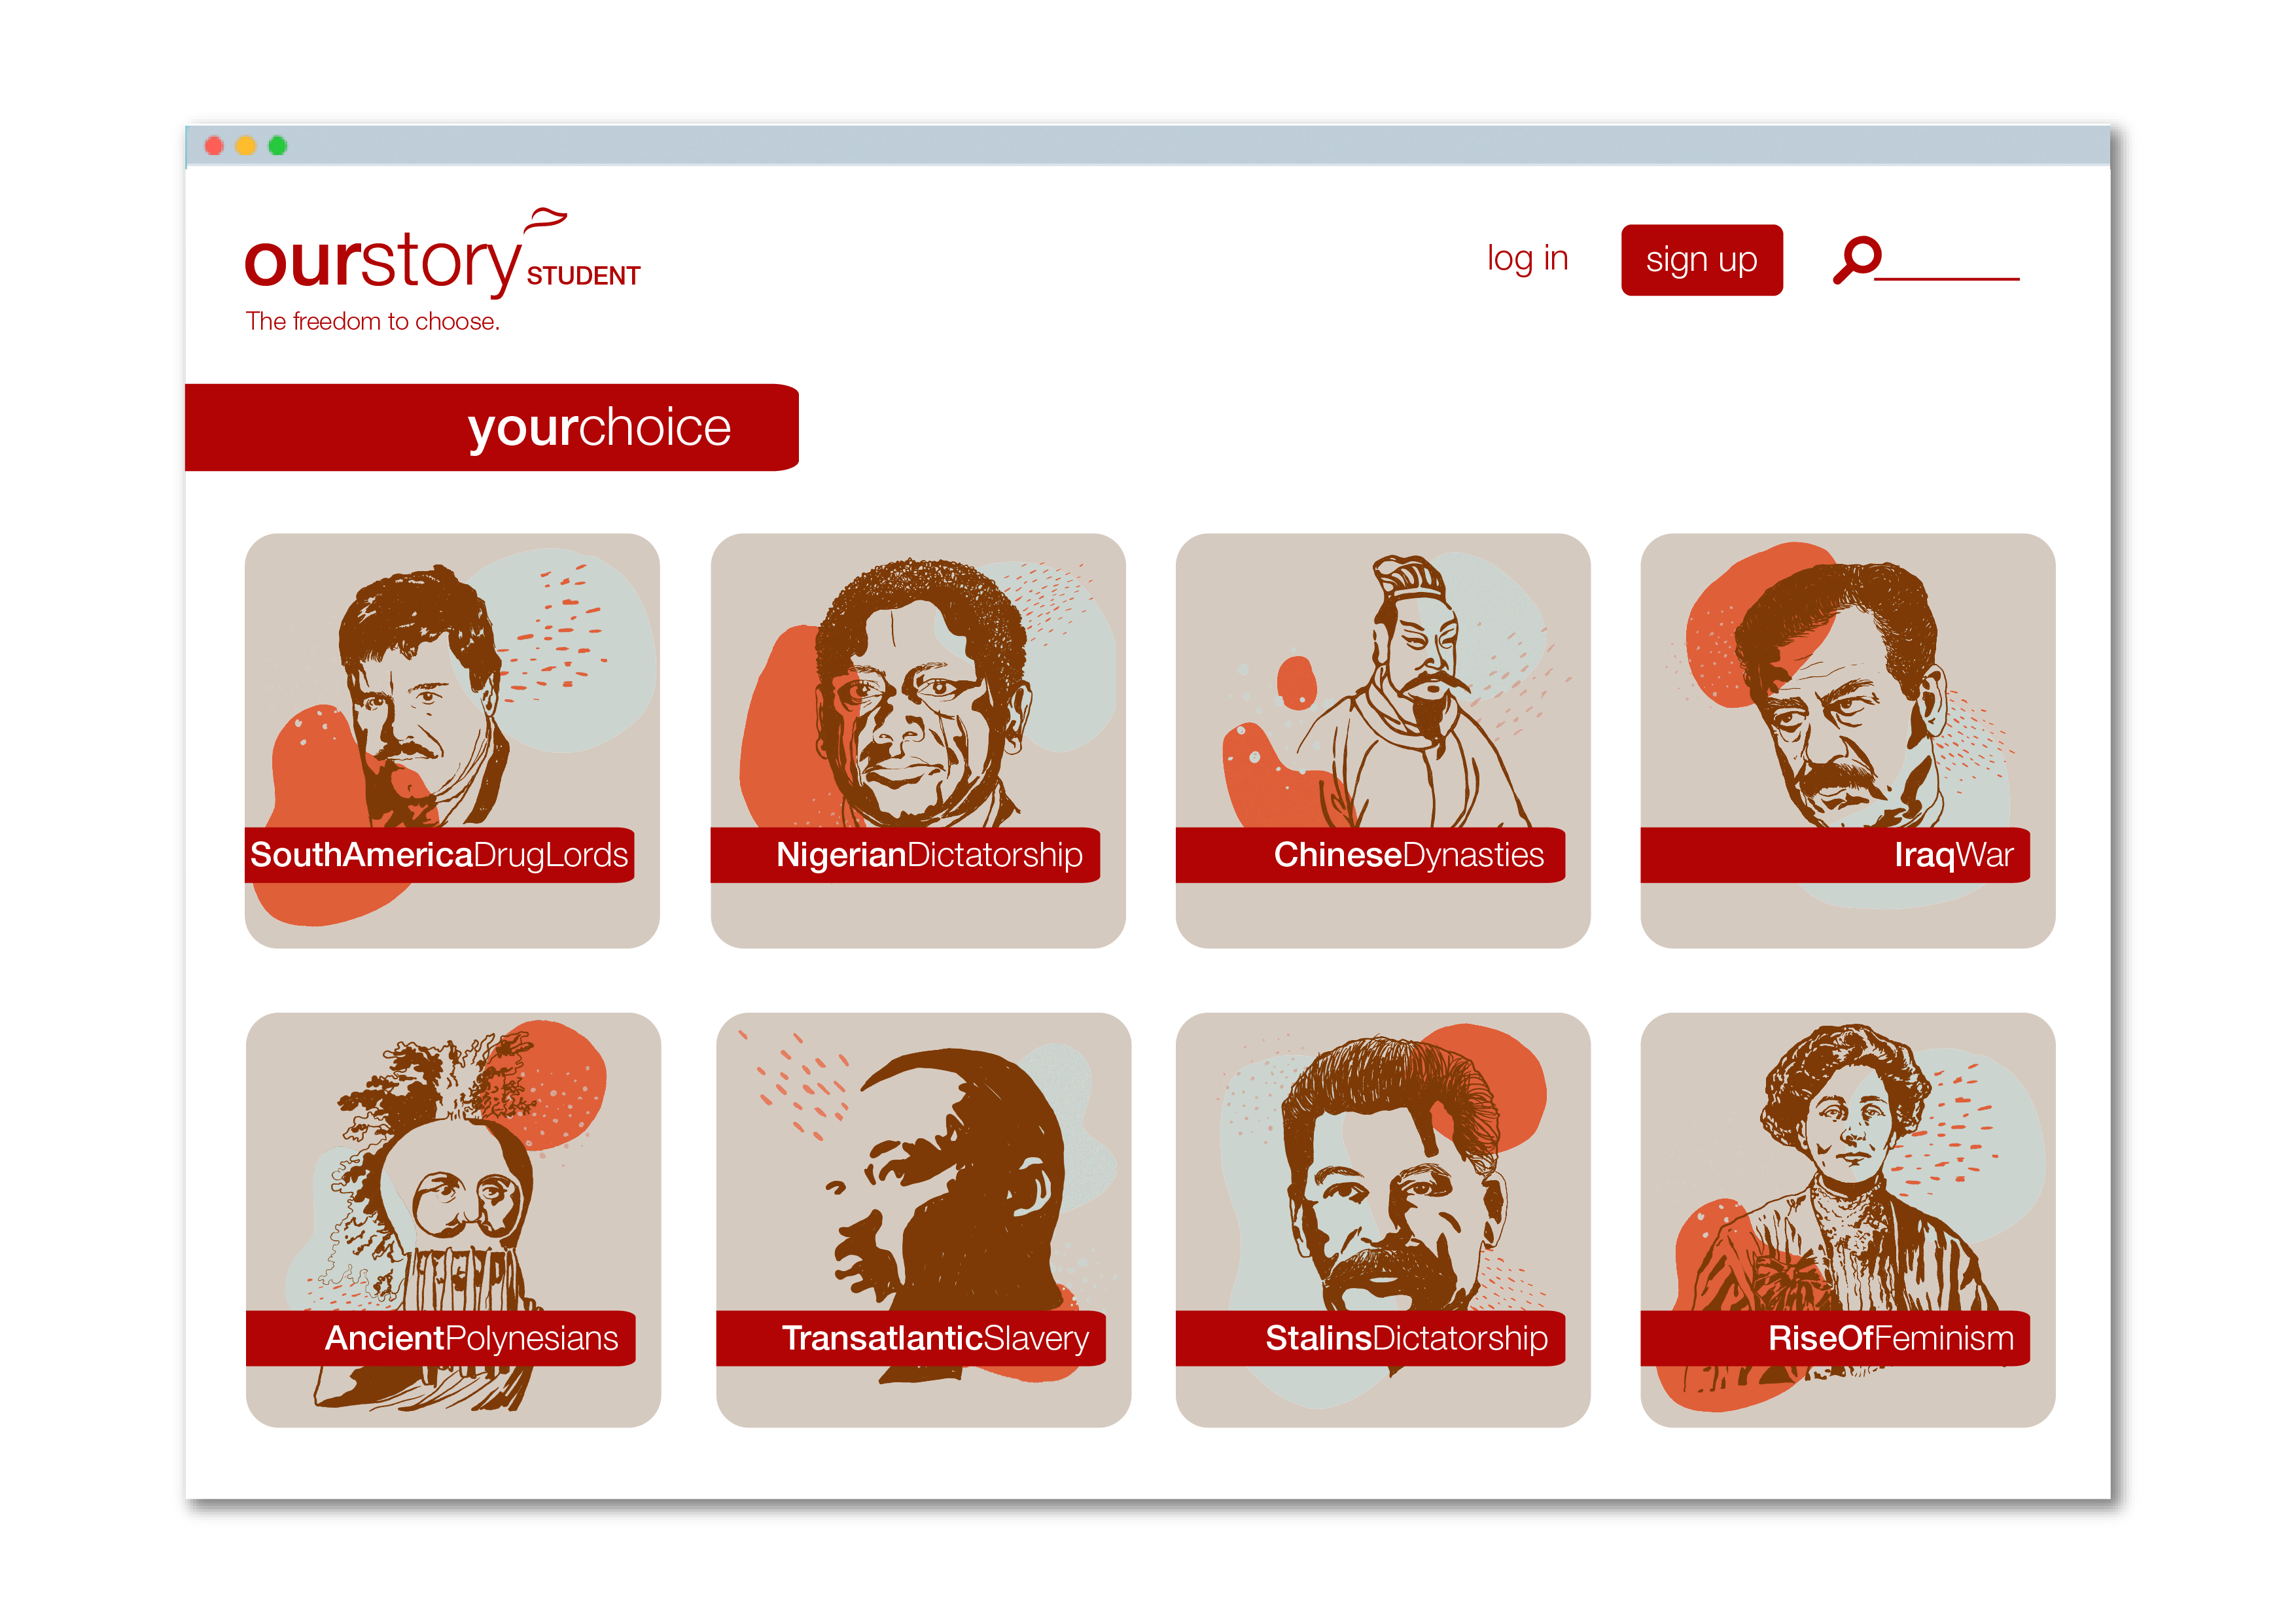 ourstory STUDENT
The freedom to choose.
log in
sign up
yourchoice
SouthAmericaDrugLords
NigerianDictatorship
ChineseDynasties
IraqWar
AncientPolynesians
TransatlanticSlavery
StalinsDictatorship
RiseOfFeminism